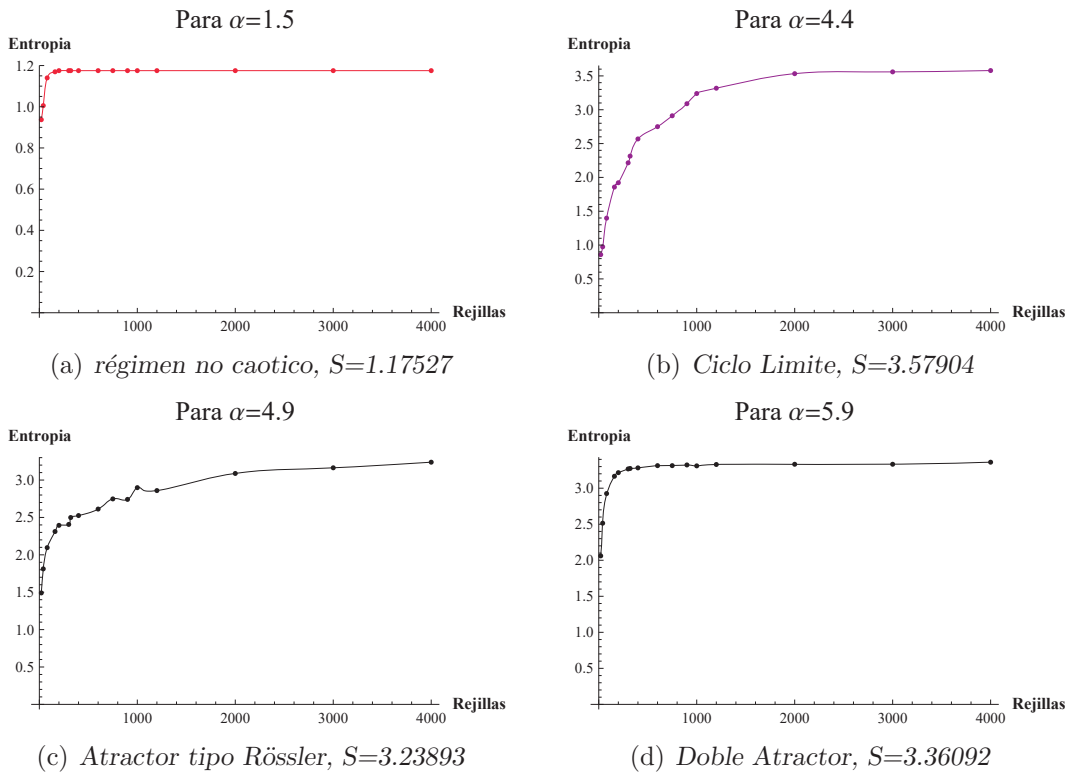 Para α=1.5
Entropia
1.2
1.0
0.8
0.6
0.4
0.2
1000 2000 3000 4000
Rejillas
(a) régimen no caotico, S=1.17527
Para α=4.4
Entropia
3.5
3.0
2.5
2.0
1.5
1.0
0.5
1000 2000 3000 4000
Rejillas
(b) Ciclo Limite, S=3.57904
Para α=4.9
Entropia
3.0
2.5
2.0
1.5
1.0
0.5
1000 2000 3000 4000
Rejillas
(c) Atractor tipo Rössler, S=3.23893
Para α=5.9
Entropia
3.0
2.5
2.0
1.5
1.0
0.5
1000 2000 3000 4000
Rejillas
(d) Doble Atractor, S=3.36092